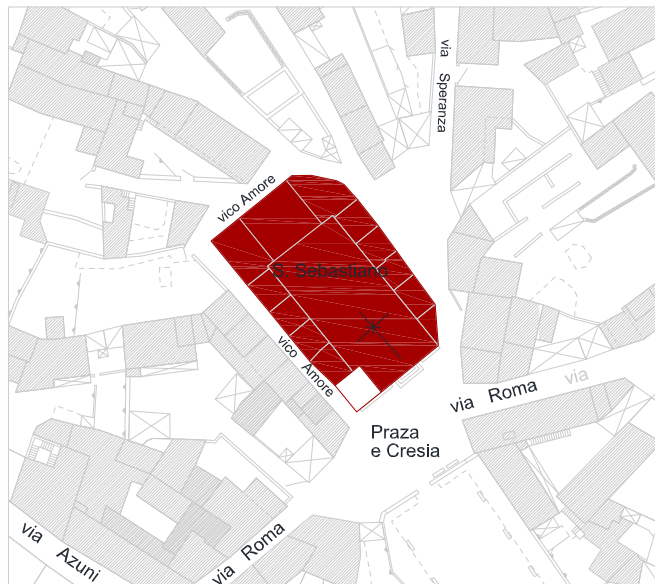 via Speranza
vico Amore
S. Sebastiano
vico Amore
via Roma via
Praza
e Cresia
via Roma
via Azuni